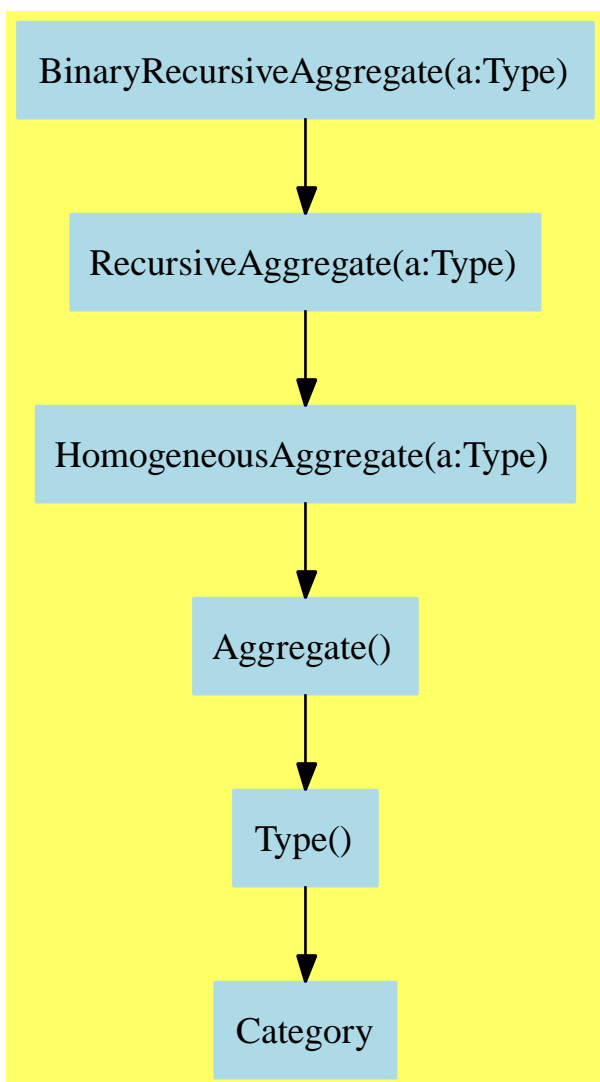 BinaryRecursiveAggregate(a:Type)
RecursiveAggregate(a:Type)
HomogeneousAggregate(a:Type)
Aggregate()
Type()
Category